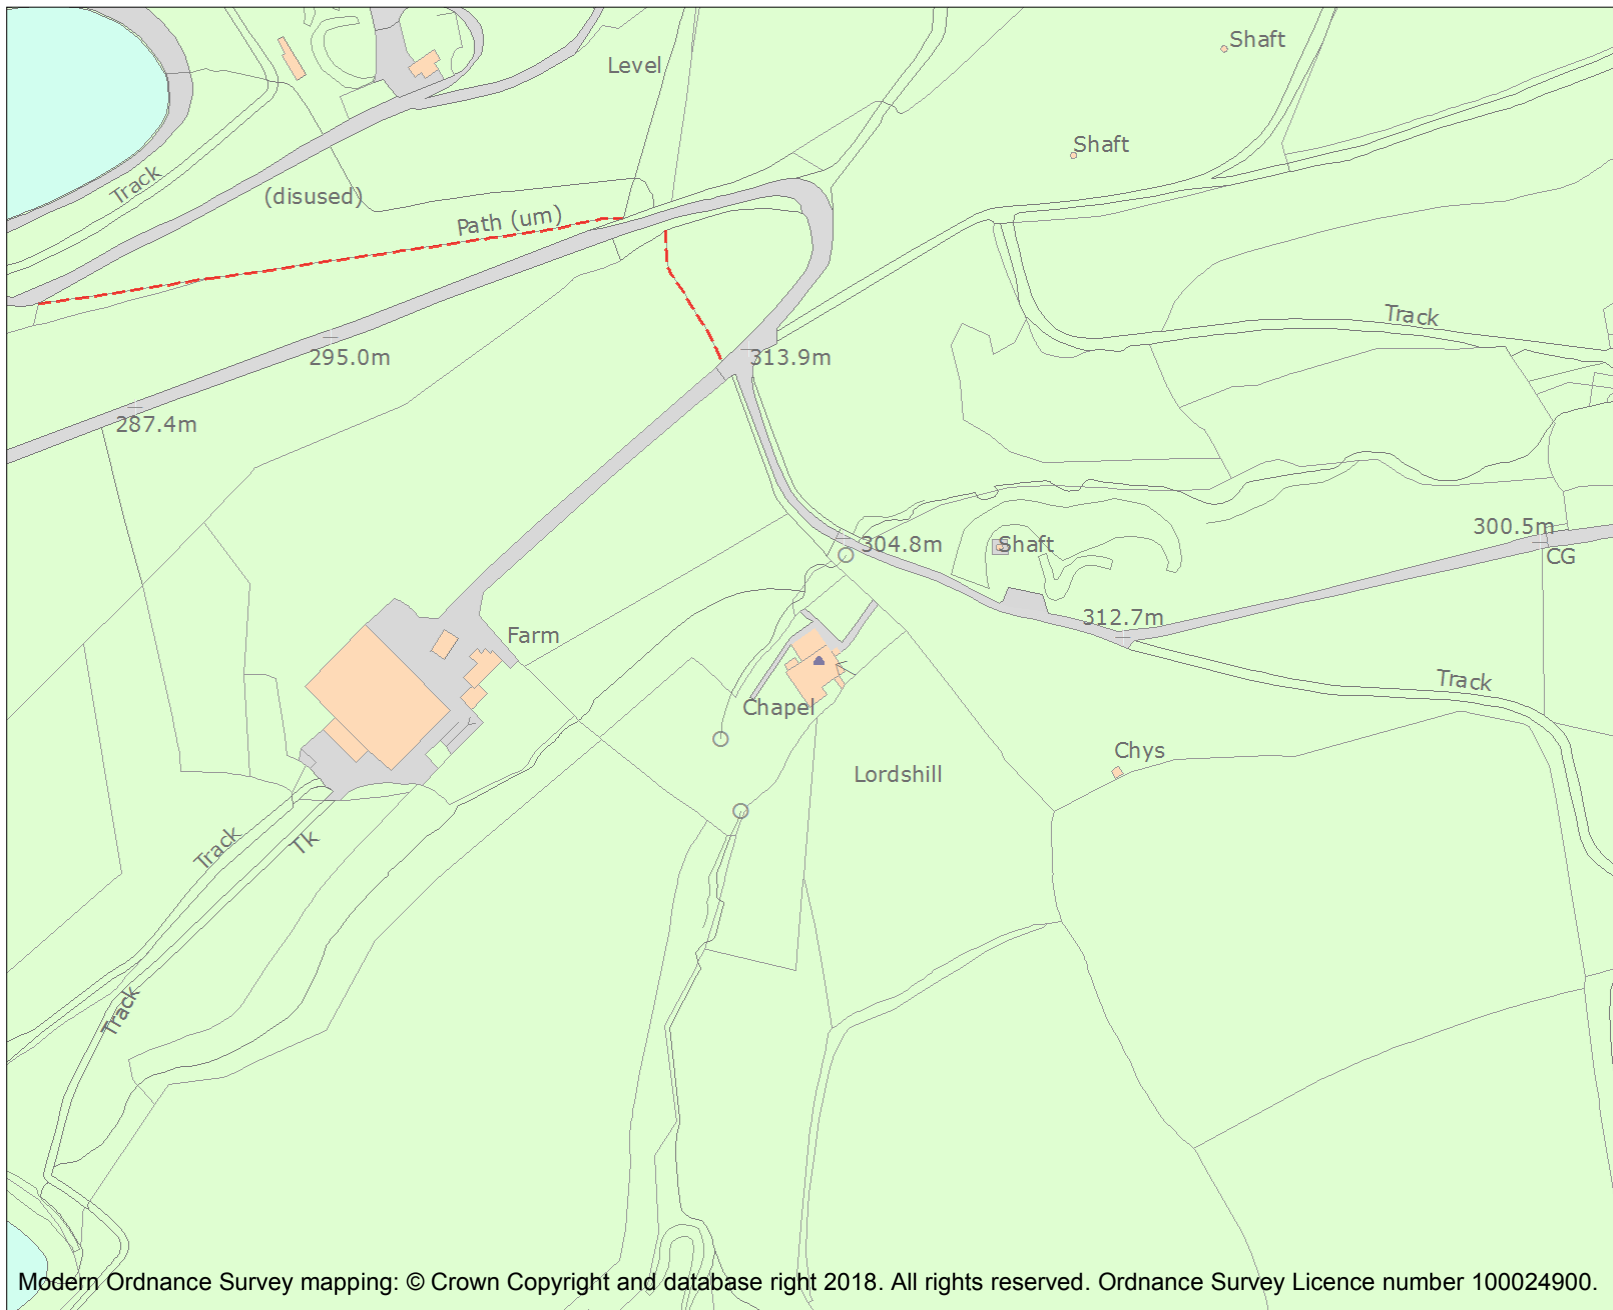 Shaft
Level
Shaft
Track
(disused)
Path (um)
Track
295.0m
313.9m
287.4m
300.5m
304.8m
Shaft
CG
312.7m
Farm
Track
Chapel
Chys
Lordshill
Track
Tk
Track
Modern Ordnance Survey mapping: © Crown Copyright and database right 2018. All rights reserved. Ordnance Survey Licence number 100024900.